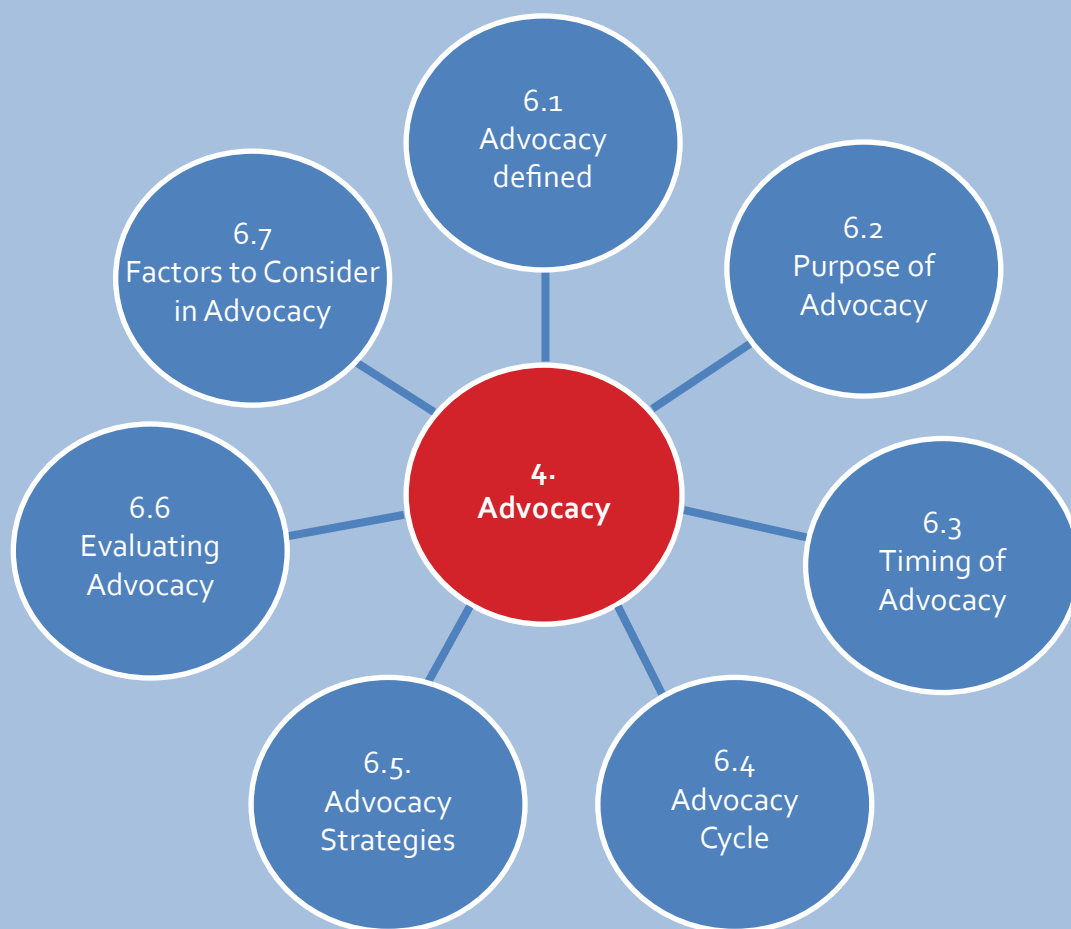 6.1
Advocacy
defined
6.2
Purpose of
Advocacy
6.3
Timing of
Advocacy
6.4
Advocacy
Cycle
6.5.
Advocacy
Strategies
6.6
Evaluating
Advocacy
6.7
Factors to Consider
in Advocacy
4.
Advocacy